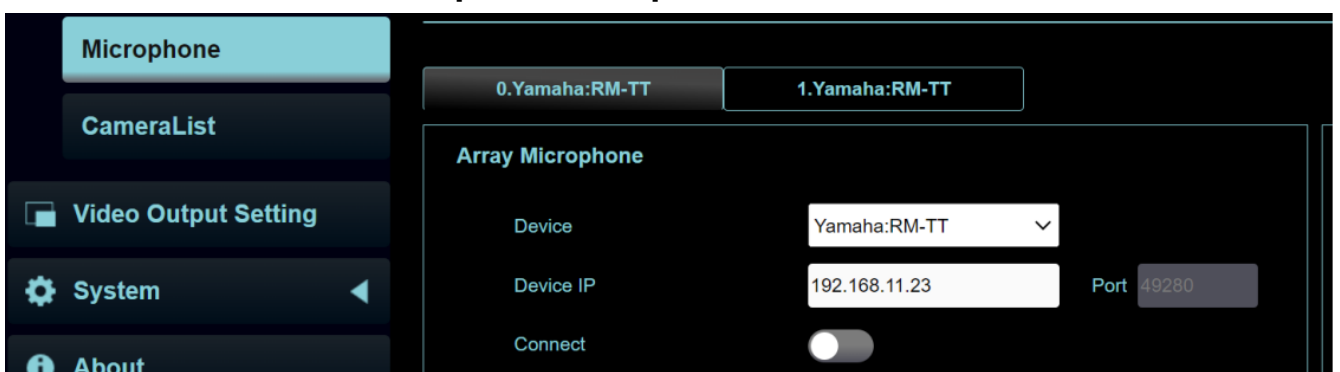 Microphone
CameraList
Video Output Setting
System
About
0.Yamaha:RM-TT
1.Yamaha:RM-TT
Array Microphone
Device
Yamaha:RM-TT
Device IP
192.168.11.23
Port
49280
Connect